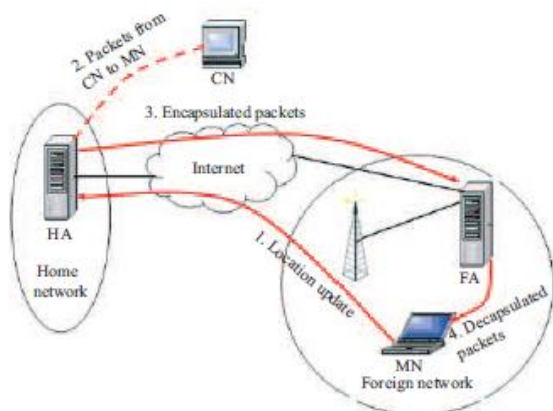 2. Packets from
CN to MN
CN
3. Encapsulated packets
Internet
HA
Home
network
1. Location update
FA
4. Decapsulated
packets
MN
Foreign network